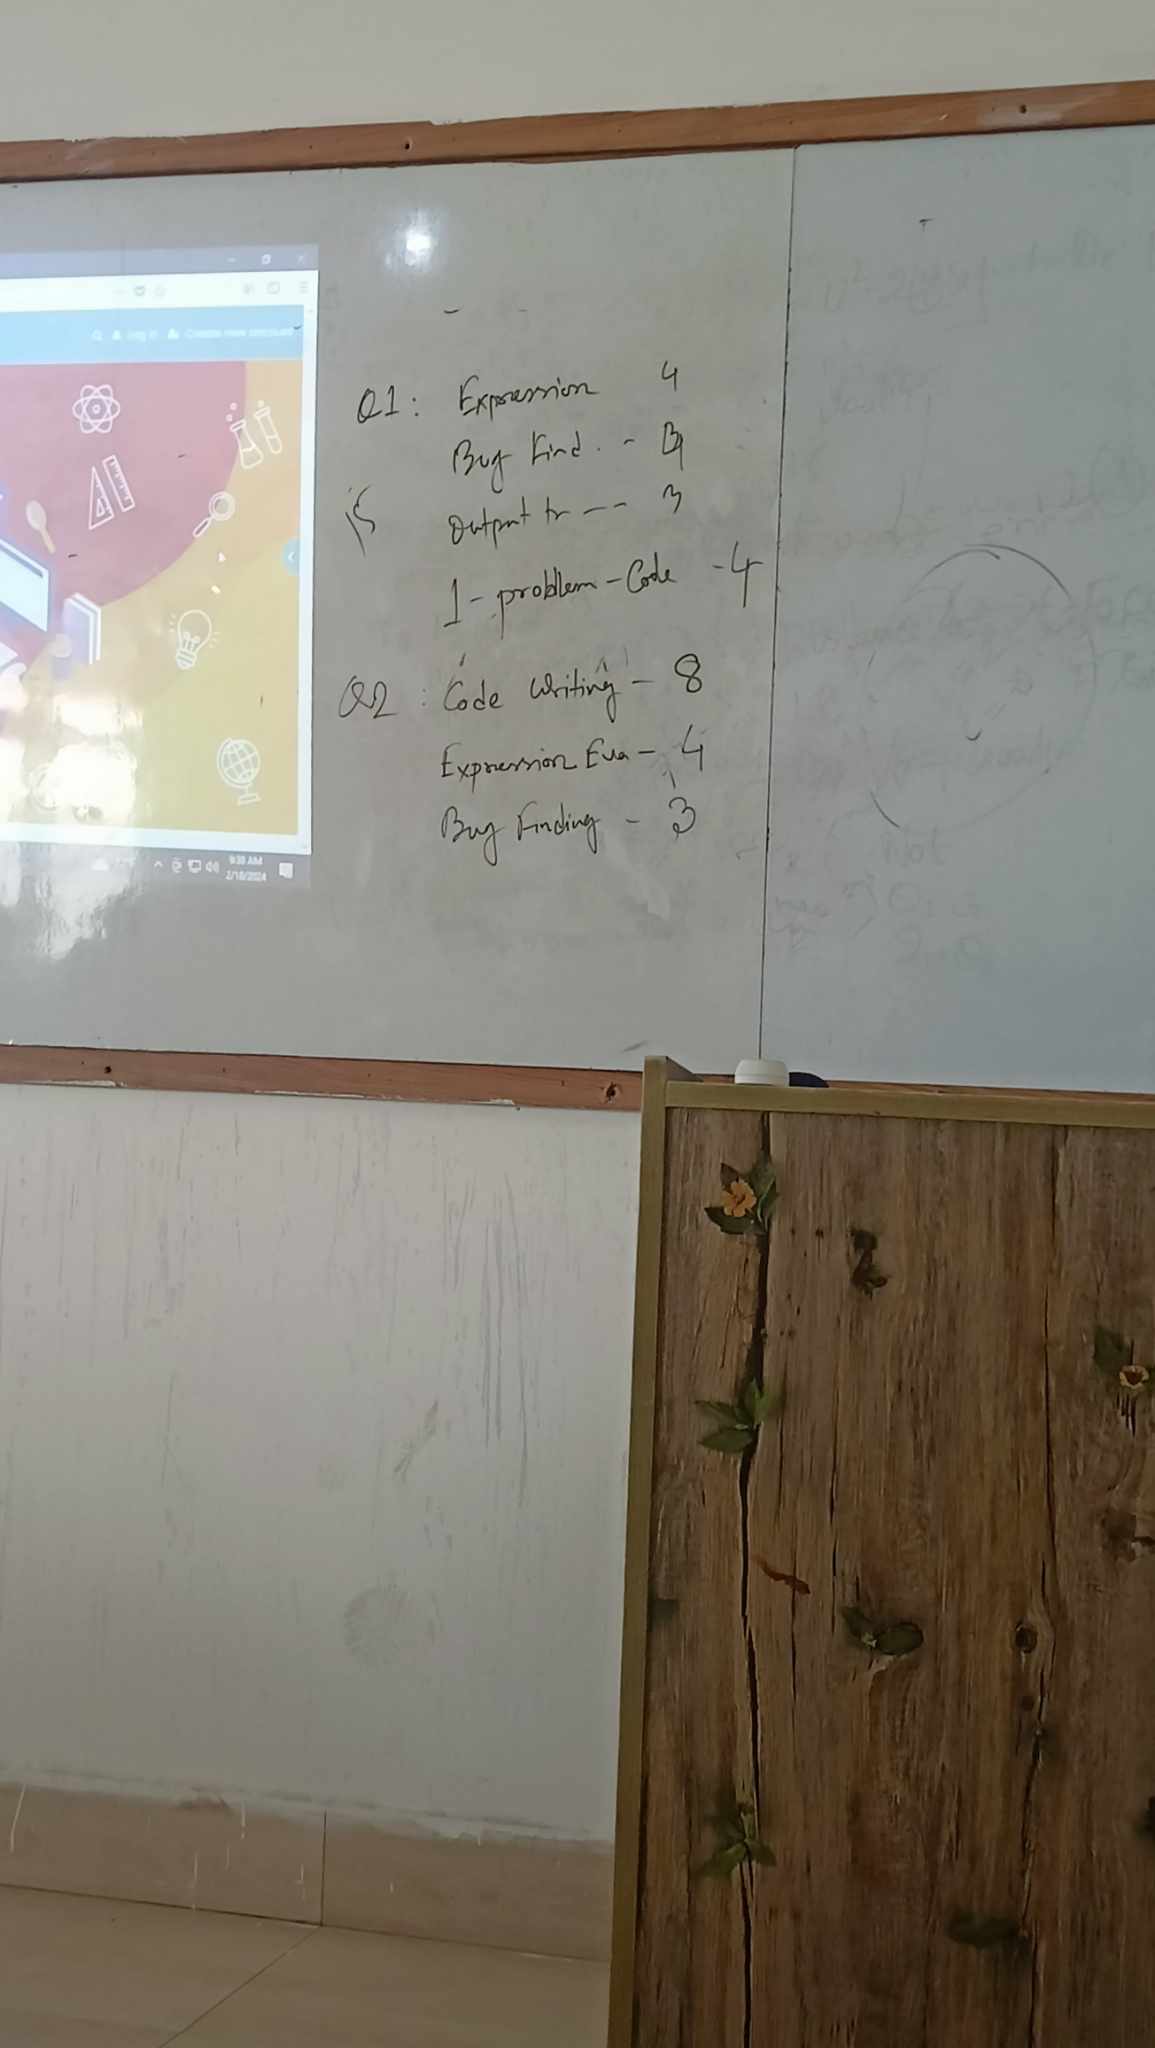 Log in Create new account
Q1: Expression 4
Bug Find. - 4
15
Output tr --- 3
1-problem-Code -4
Q2: Code Writing - 8
Expression Eva - 4
Bug Finding - 3
9:38 AM
2/18/2024